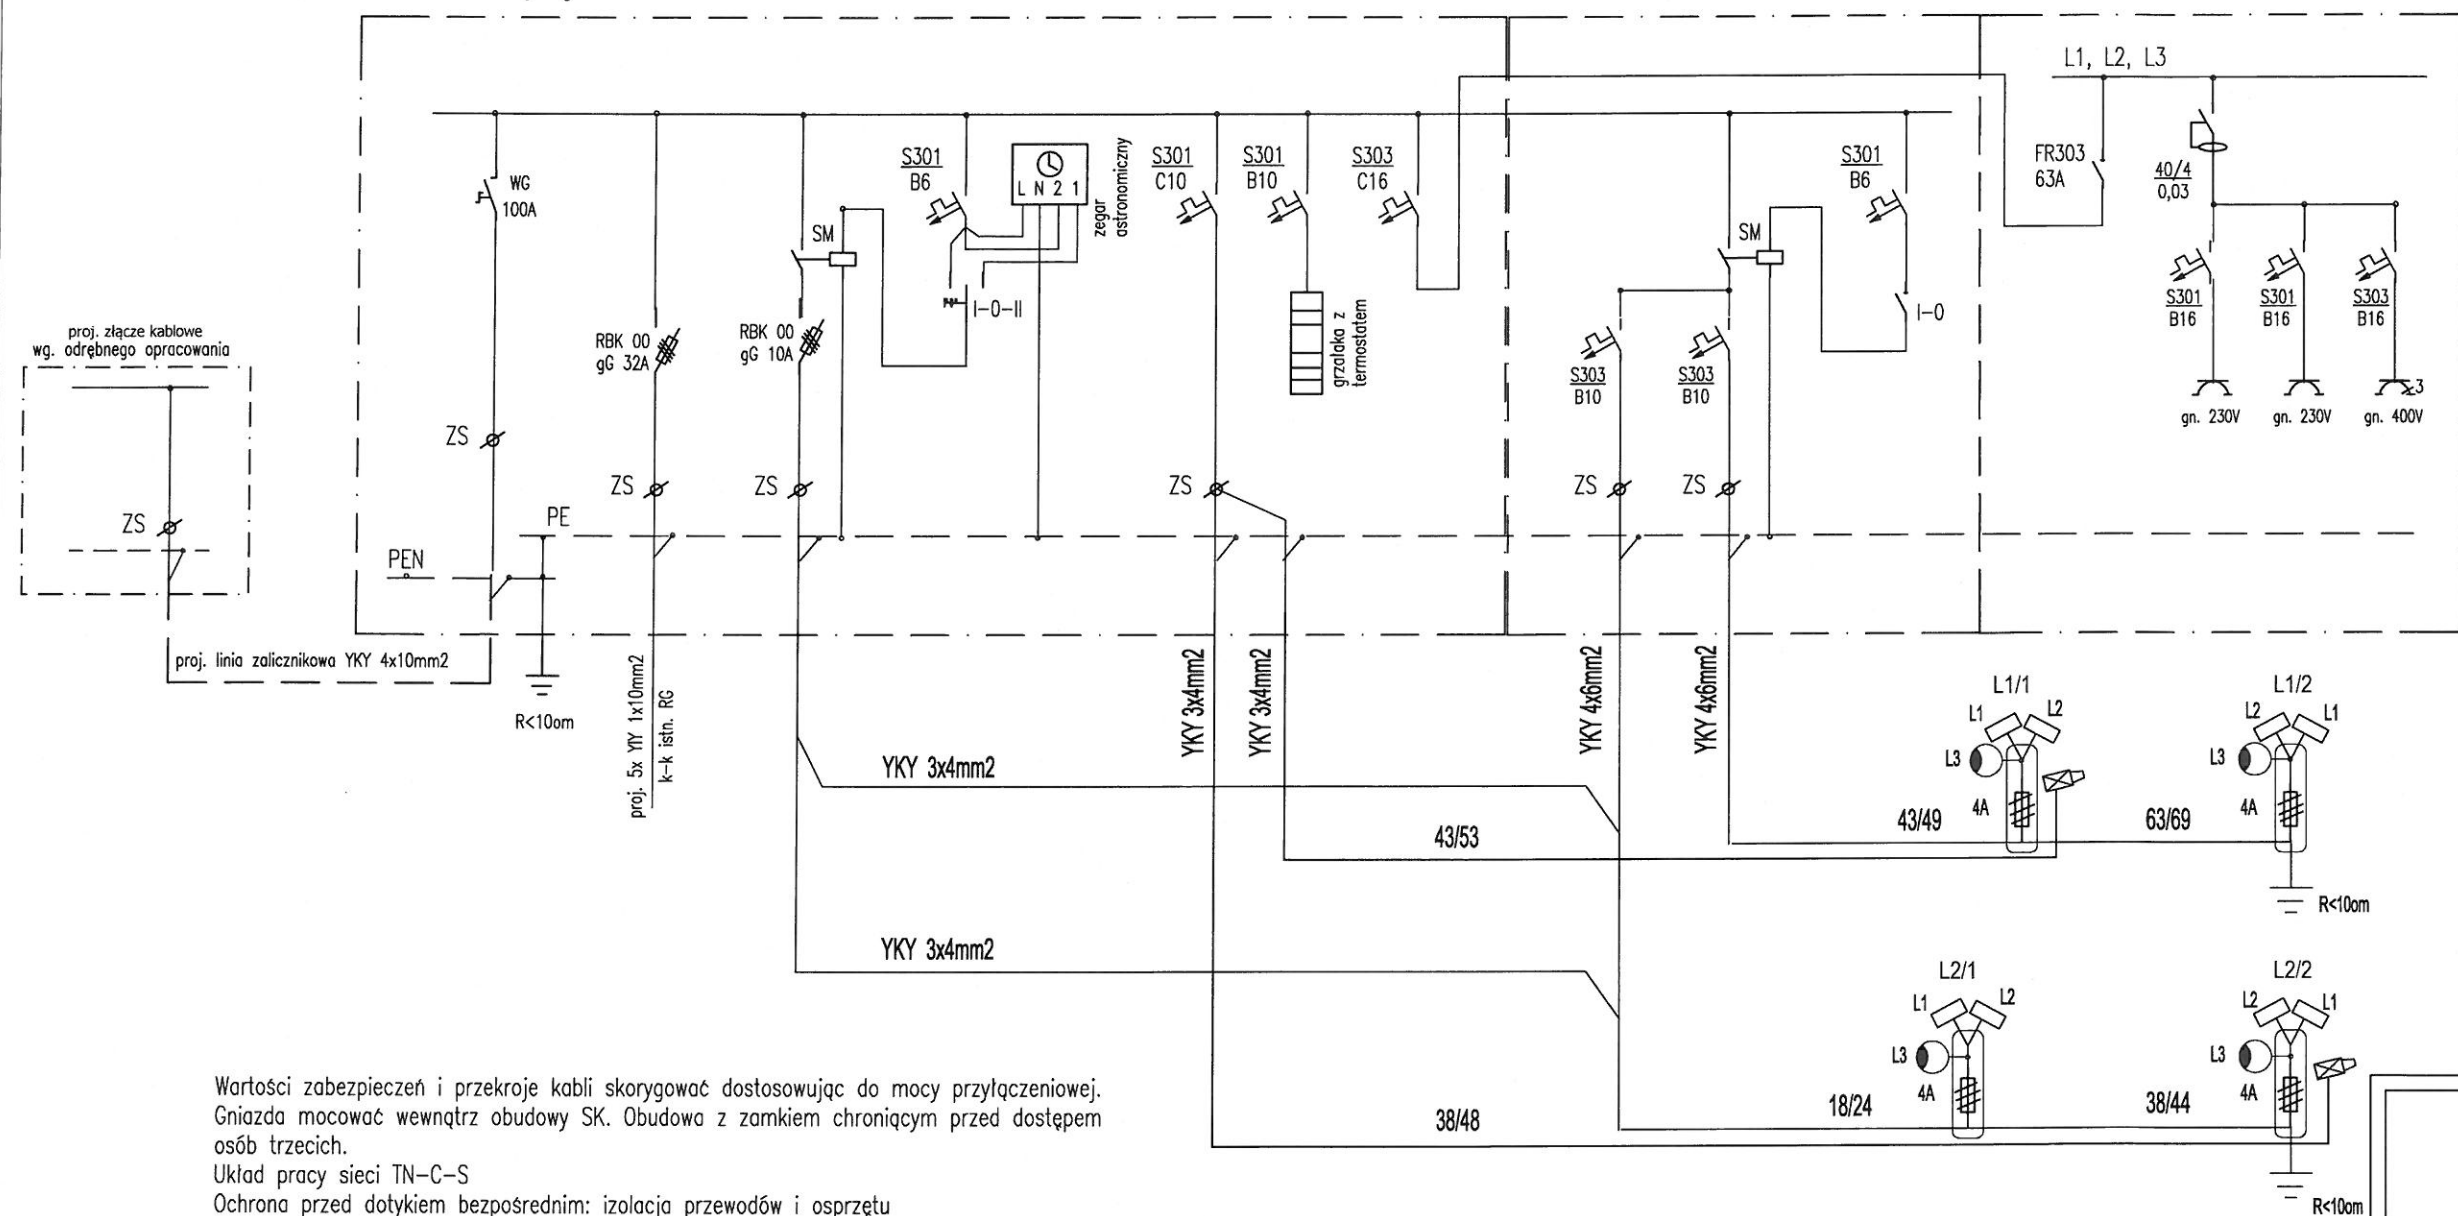 L1, L2, L3
S301
B6
L N 2 1
zegar
astronomiczny
S301
C10
S301
B10
S303
C16
S301
B6
FR303
63A
40/4
0,03
WG
100A
SM
SM
I-0-II
I-0
RBK 00
gG 32A
RBK 00
gG 10A
grzałaka z
termostatem
S303
B10
S303
B10
S301
B16
S301
B16
S303
B16
3
gn. 230V
gn. 230V
gn. 400V
proj. złącze kablowe
wg. odrębnego opracowania
ZS
ZS
ZS
ZS
ZS
ZS
ZS
PE
PEN
proj. linia zalicznikowa YKY 4x10mm2
R<10om
proj. 5x YIY 1x10mm2
k-k istn. RG
YKY 3x4mm2
YKY 3x4mm2
YKY 4x6mm2
YKY 4x6mm2
L1/1
L1
L2
L3
4A
L1/2
L2
L1
L3
4A
YKY 3x4mm2
43/53
43/49
63/69
R<10om
YKY 3x4mm2
L2/1
L1
L2
L3
4A
L2/2
L2
L1
L3
4A
38/48
18/24
38/44
R<10om
Wartości zabezpieczeń i przekroje kabli skorygować dostosowując do mocy przyłączeniowej.
Gniazda mocować wewnątrz obudowy SK. Obudowa z zamkiem chroniącym przed dostępem
osób trzecich.
Układ pracy sieci TN-C-S
Ochrona przed dotykiem bezpośrednim: izolacja przewodów i osprzętu